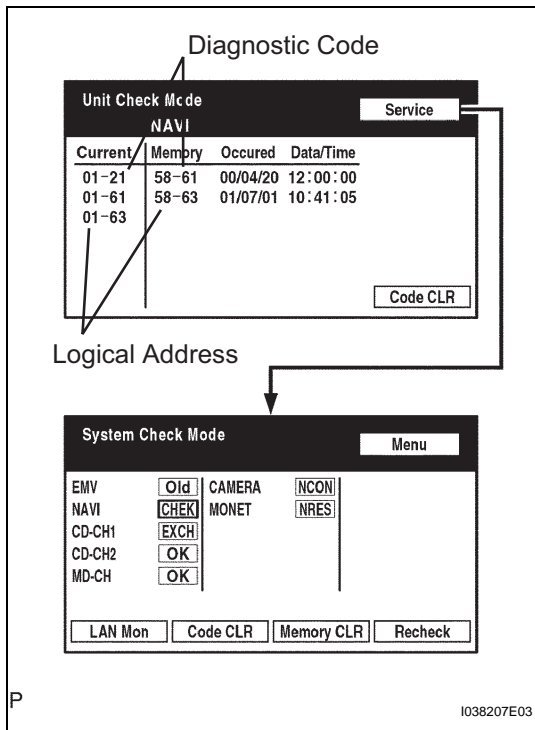 Diagnostic Code
Unit Check Mode
Service
NAVI
Current Memory Occured Data/Time
01-21 58-61 00/04/20 12:00:00
01-61 58-63 01/07/01 10:41:05
01-63
Code CLR
Logical Address
System Check Mode
Menu
EMV Old CAMERA NCON
NAVI CHEK MONET NRES
CD-CH1 EXCH
CD-CH2 OK
MD-CH OK
LAN Mon Code CLR Memory CLR Recheck
P
I038207E03